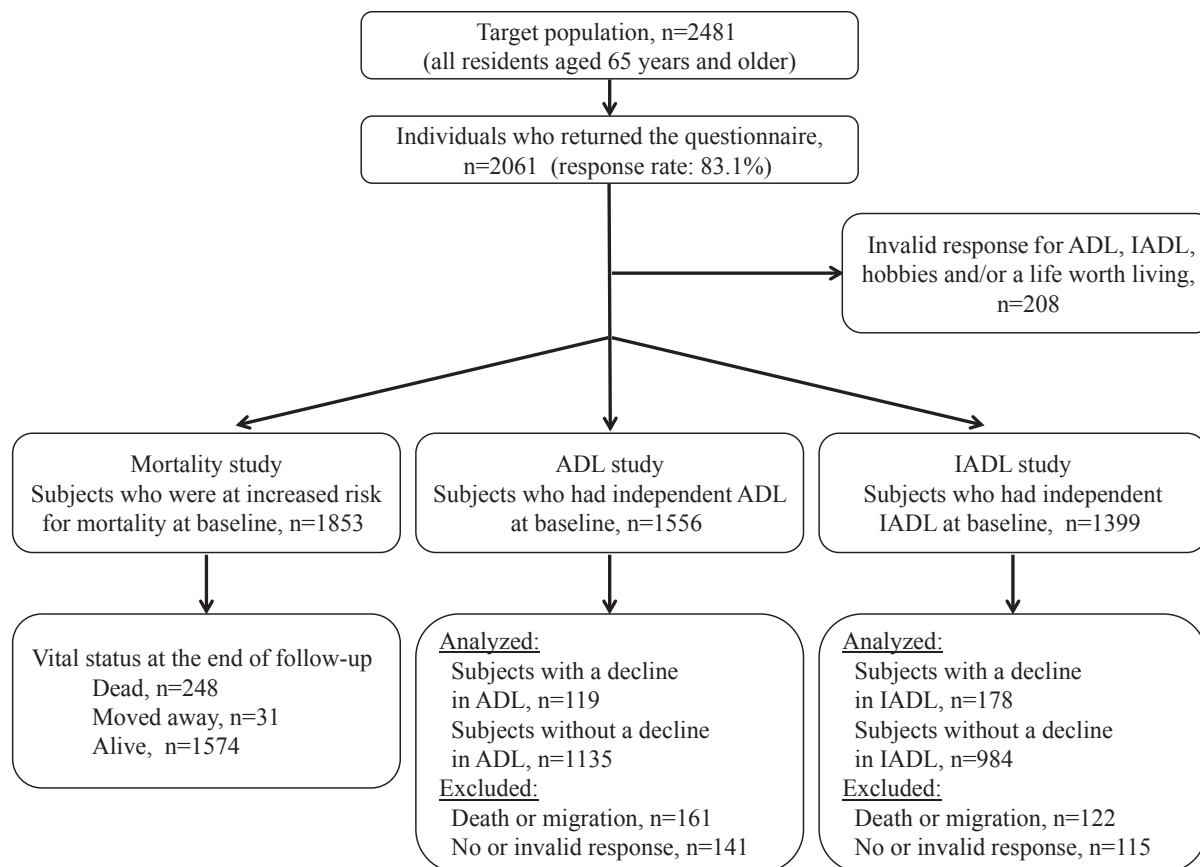 Target population, n=2481
(all residents aged 65 years and older)
Individuals who returned the questionnaire,
n=2061  (response rate: 83.1%)
Invalid response for ADL, IADL,
hobbies and/or a life worth living,
n=208
Mortality study
Subjects who were at increased risk
for mortality at baseline, n=1853
ADL study
Subjects who had independent ADL
at baseline, n=1556
IADL study
Subjects who had independent
IADL at baseline,  n=1399
Vital status at the end of follow-up
Dead, n=248
Moved away, n=31
Alive,  n=1574
Analyzed:
Subjects with a decline
in ADL, n=119
Subjects without a decline
in ADL, n=1135
Excluded:
Death or migration, n=161
No or invalid response, n=141
Analyzed:
Subjects with a decline
in IADL, n=178
Subjects without a decline
in IADL, n=984
Excluded:
Death or migration, n=122
No or invalid response, n=115